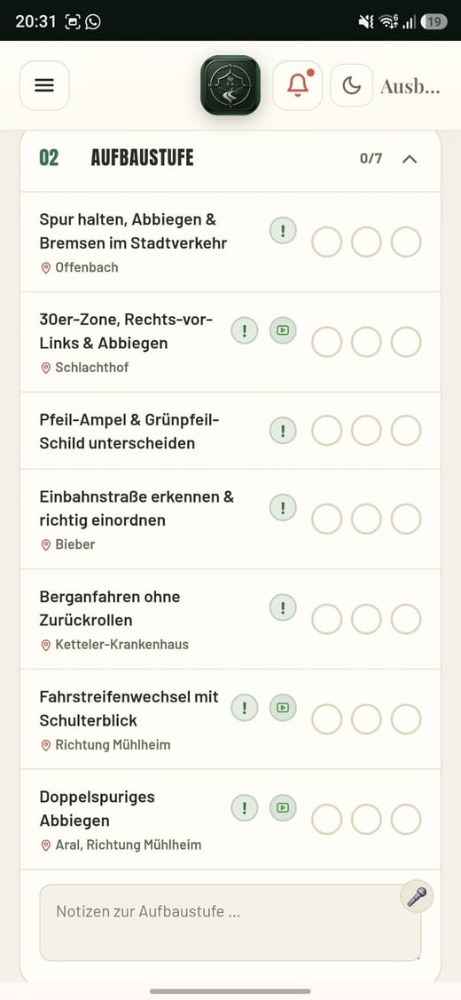 20:31
19
Ausb...
02 AUFBAUSTUFE 0/7
Spur halten, Abbiegen &
Bremsen im Stadtverkehr
Offenbach
30er-Zone, Rechts-vor-
Links & Abbiegen
Schlachthof
Pfeil-Ampel & Grünpfeil-
Schild unterscheiden
Einbahnstraße erkennen &
richtig einordnen
Bieber
Berganfahren ohne
Zurückrollen
Ketteler-Krankenhaus
Fahrstreifenwechsel mit
Schulterblick
Richtung Mühlheim
Doppelspuriges
Abbiegen
Aral, Richtung Mühlheim
Notizen zur Aufbaustufe ...